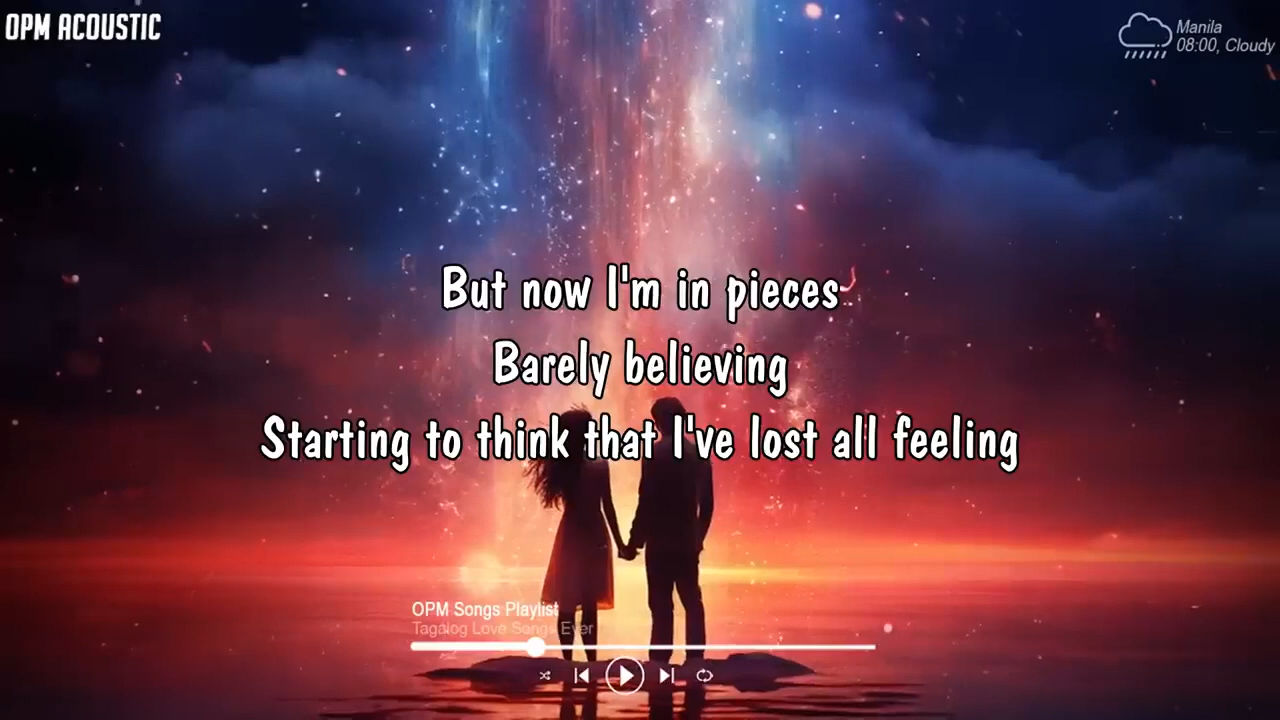 OPM ACOUSTIC
Manila
08:00, Cloudy
But now I'm in pieces
Barely believing
Starting to think that I've lost all feeling
OPM Songs Playlist
Tagalog Love Songs Ever